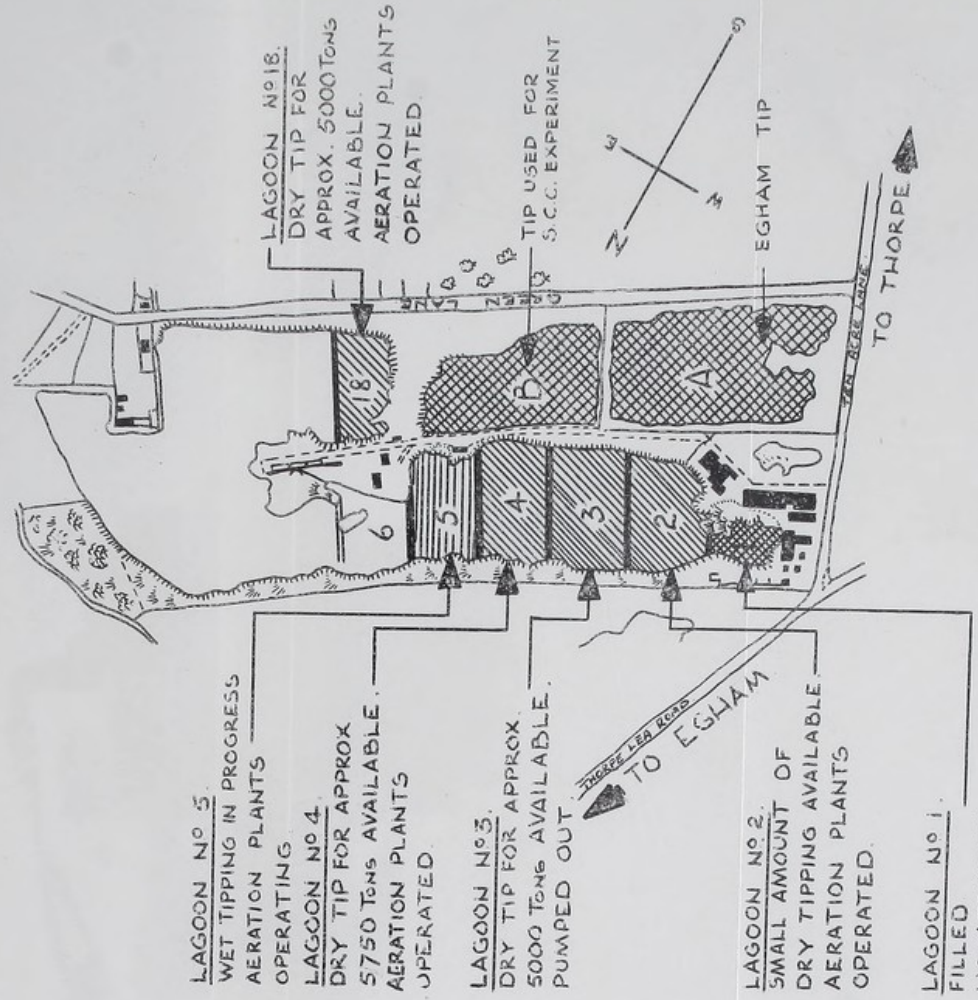 LAGOON Nº 18.
DRY TIP FOR
APPROX. 5000 TONS
AVAILABLE.
AERATION PLANTS
OPERATED.
TIP USED FOR
S.C.C. EXPERIMENT
EGHAM TIP
N
E
S
W
TO THORPE
TEN ACRE LANE
18
B
A
6
5
4
3
2
THORPE LEA ROAD
TO EGHAM
LAGOON Nº 5.
WET TIPPING IN PROGRESS
AERATION PLANTS
OPERATING
LAGOON Nº 4.
DRY TIP FOR APPROX
5750 TONS AVAILABLE.
AERATION PLANTS
OPERATED.
LAGOON Nº 3.
DRY TIP FOR APPROX.
5000 TONS AVAILABLE.
PUMPED OUT.
LAGOON Nº 2.
SMALL AMOUNT OF
DRY TIPPING AVAILABLE.
AERATION PLANTS
OPERATED.
LAGOON Nº 1.
FILLED